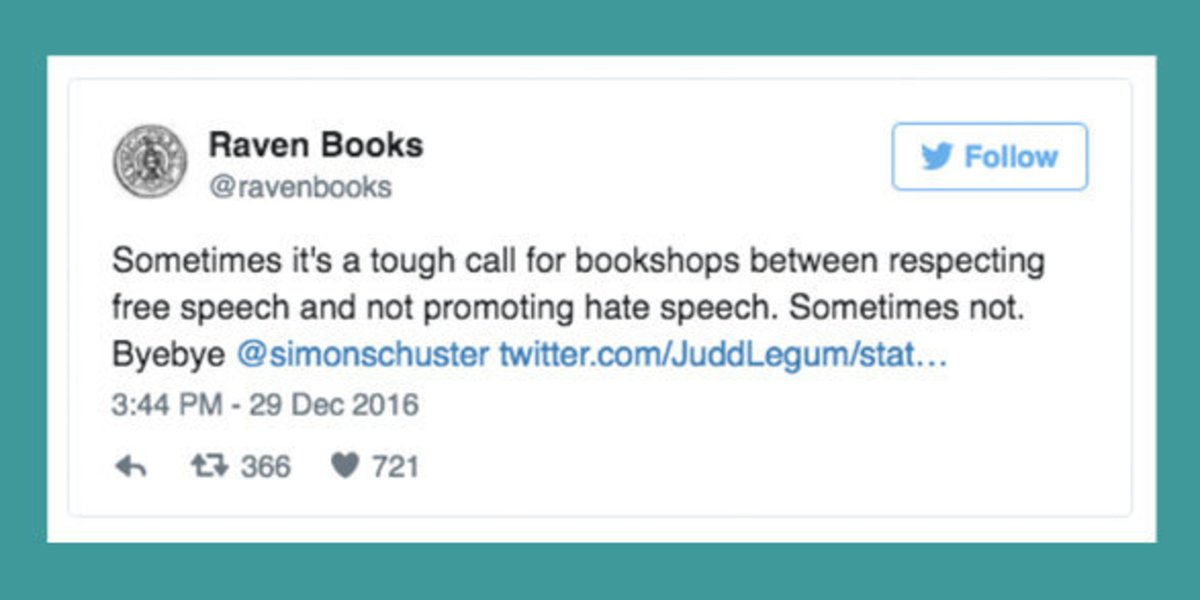 Raven Books
@ravenbooks
Follow
Sometimes it's a tough call for bookshops between respecting
free speech and not promoting hate speech. Sometimes not.
Byebye @simonschuster twitter.com/JuddLegum/stat…
3:44 PM - 29 Dec 2016
366 721